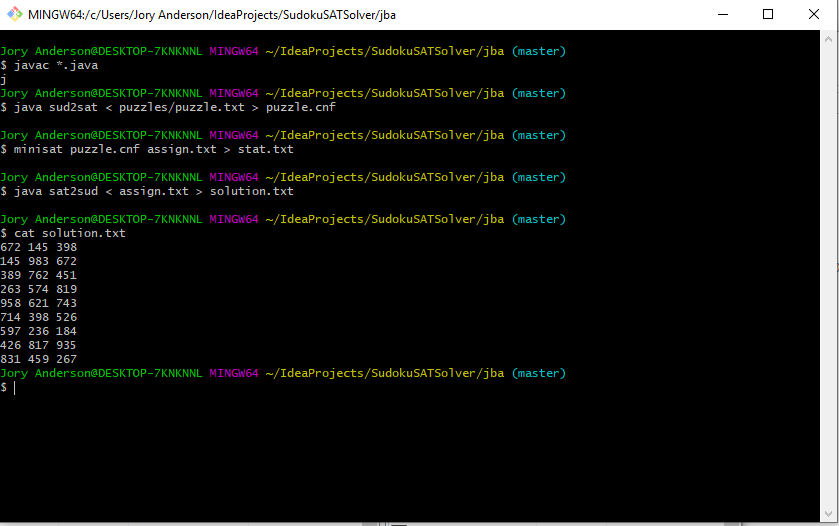 MINGW64:/c/Users/Jory Anderson/IdeaProjects/SudokuSATSolver/jba
Jory Anderson@DESKTOP-7KNKNNL MINGW64 ~/IdeaProjects/SudokuSATSolver/jba (master)
$ javac *.java
j
Jory Anderson@DESKTOP-7KNKNNL MINGW64 ~/IdeaProjects/SudokuSATSolver/jba (master)
$ java sud2sat < puzzles/puzzle.txt > puzzle.cnf
Jory Anderson@DESKTOP-7KNKNNL MINGW64 ~/IdeaProjects/SudokuSATSolver/jba (master)
$ minisat puzzle.cnf assign.txt > stat.txt
Jory Anderson@DESKTOP-7KNKNNL MINGW64 ~/IdeaProjects/SudokuSATSolver/jba (master)
$ java sat2sud < assign.txt > solution.txt
Jory Anderson@DESKTOP-7KNKNNL MINGW64 ~/IdeaProjects/SudokuSATSolver/jba (master)
$ cat solution.txt
672 145 398
145 983 672
389 762 451
263 574 819
958 621 743
714 398 526
597 236 184
426 817 935
831 459 267
Jory Anderson@DESKTOP-7KNKNNL MINGW64 ~/IdeaProjects/SudokuSATSolver/jba (master)
$